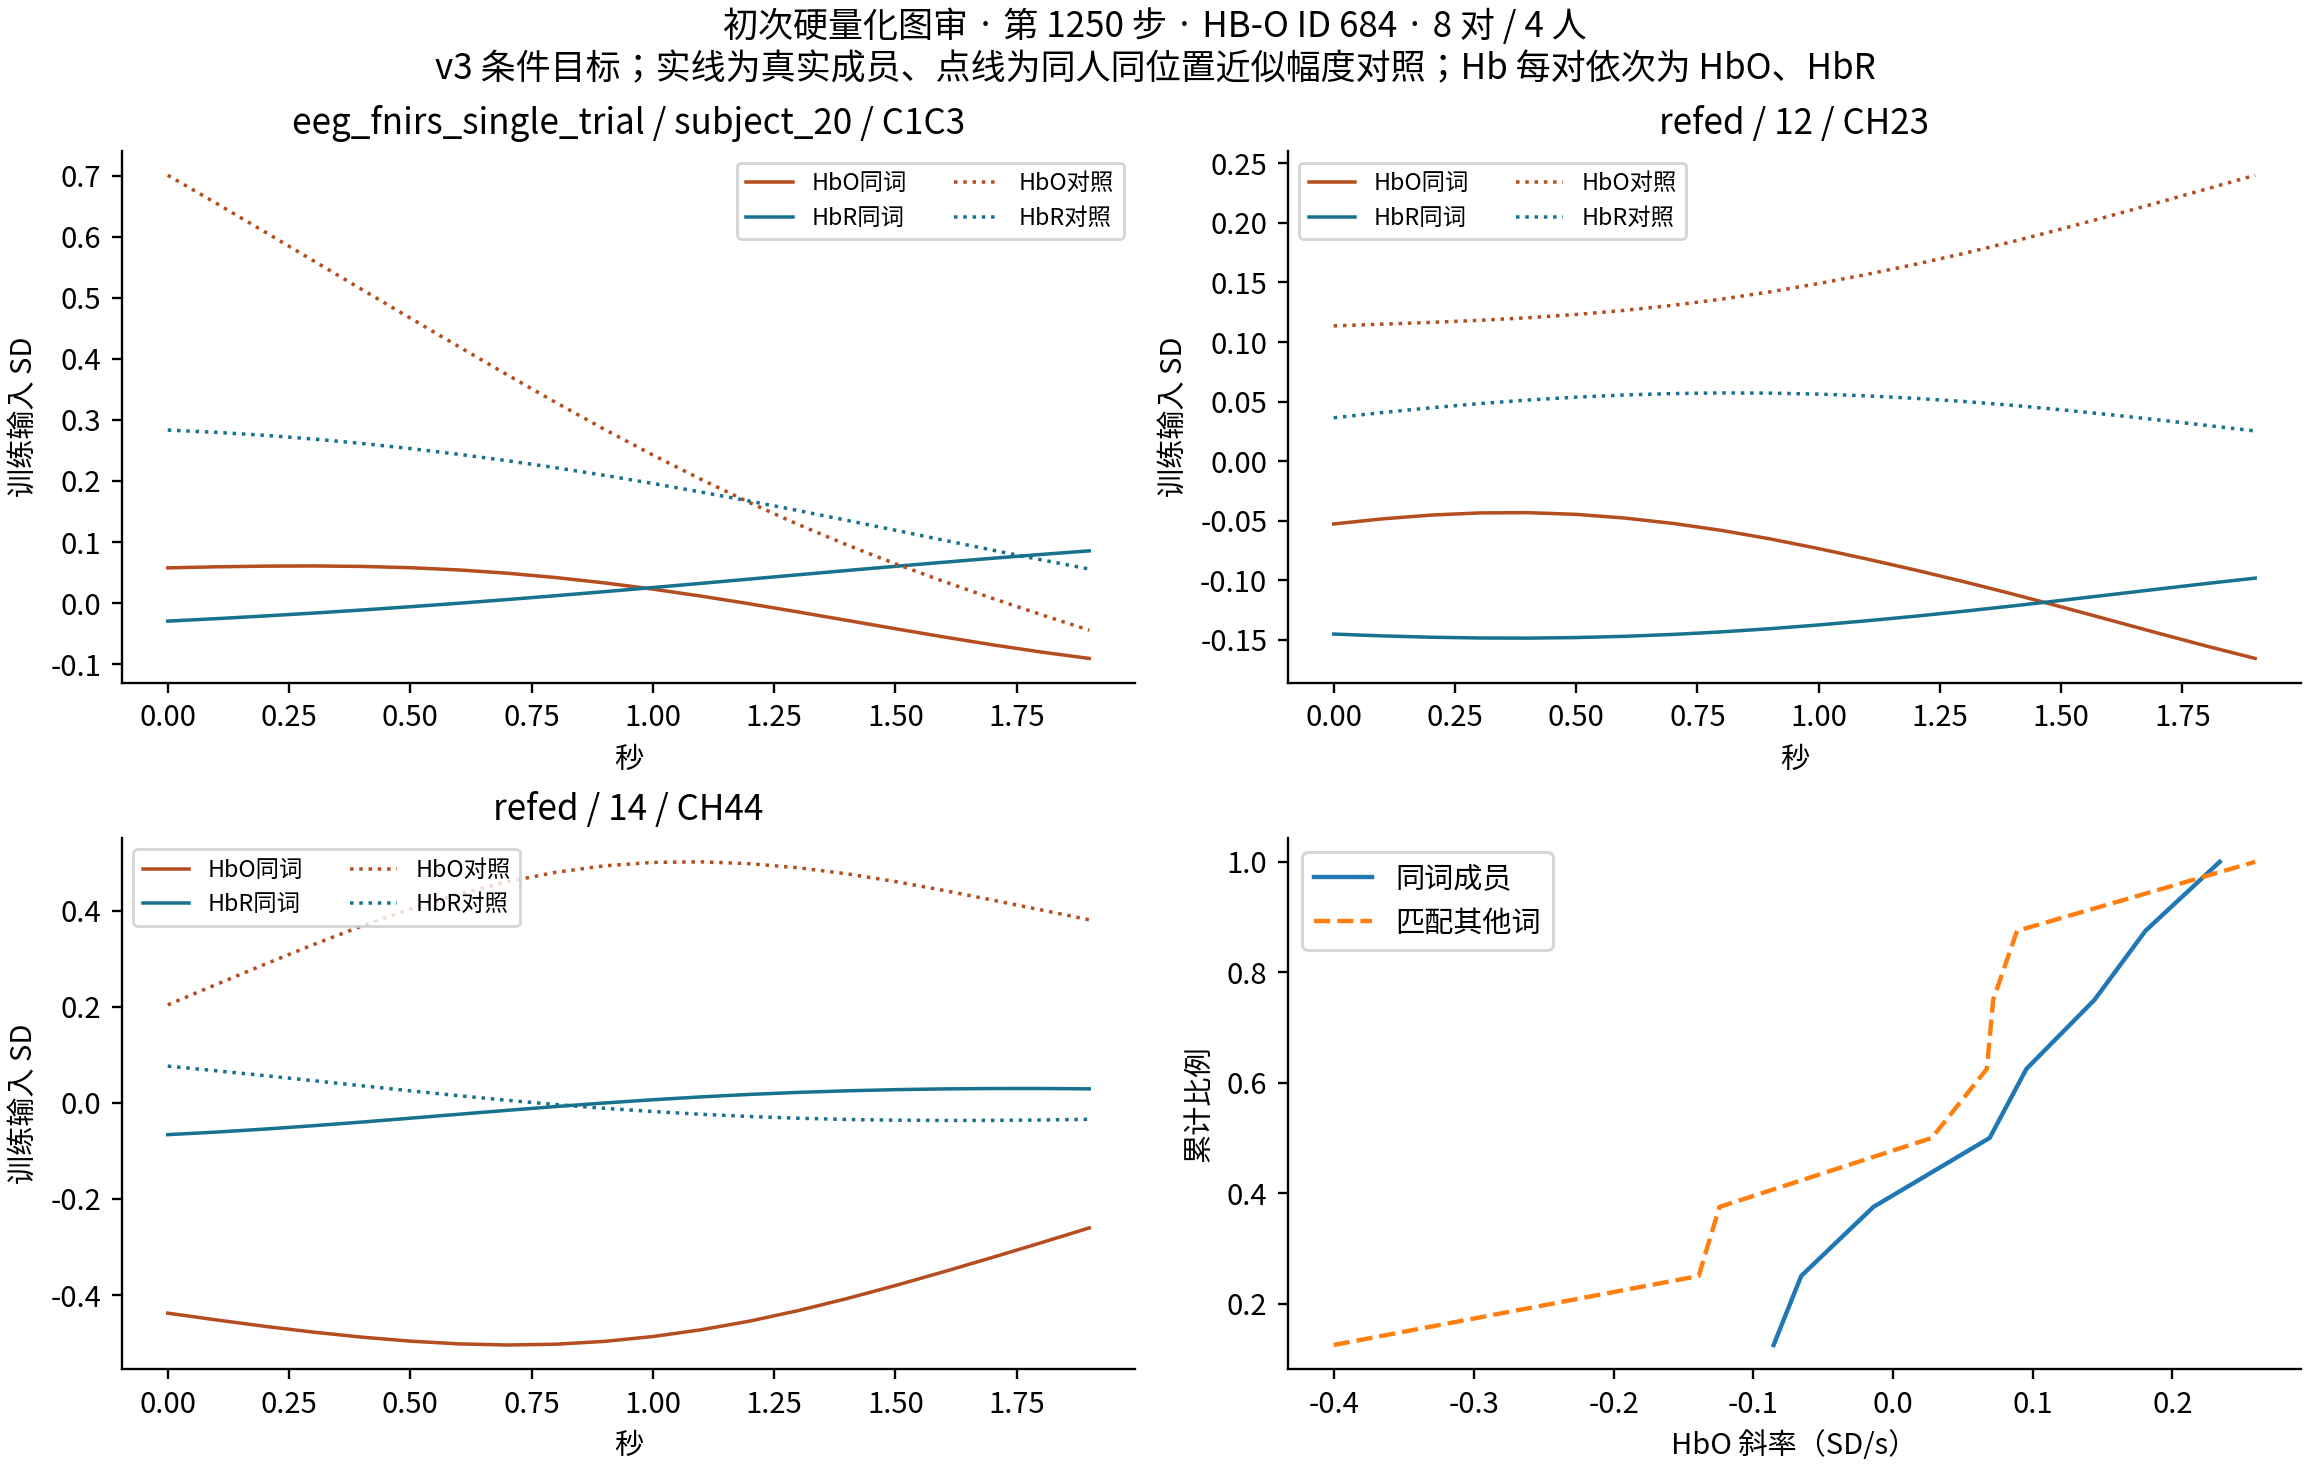 初次硬量化图审 · 第 1250 步 · HB-O ID 684 · 8 对 / 4 人
v3 条件目标；实线为真实成员、点线为同人同位置近似幅度对照；Hb 每对依次为 HbO、HbR
eeg_fnirs_single_trial / subject_20 / C1C3
训练输入 SD
0.7
0.6
0.5
0.4
0.3
0.2
0.1
0.0
-0.1
HbO同词
HbO对照
HbR同词
HbR对照
0.00 0.25 0.50 0.75 1.00 1.25 1.50 1.75
秒
refed / 12 / CH23
训练输入 SD
0.25
0.20
0.15
0.10
0.05
0.00
-0.05
-0.10
-0.15
HbO同词
HbO对照
HbR同词
HbR对照
0.00 0.25 0.50 0.75 1.00 1.25 1.50 1.75
秒
refed / 14 / CH44
训练输入 SD
0.4
0.2
0.0
-0.2
-0.4
HbO同词
HbO对照
HbR同词
HbR对照
0.00 0.25 0.50 0.75 1.00 1.25 1.50 1.75
秒
累计比例
1.0
0.8
0.6
0.4
0.2
同词成员
匹配其他词
-0.4 -0.3 -0.2 -0.1 0.0 0.1 0.2
HbO 斜率（SD/s）